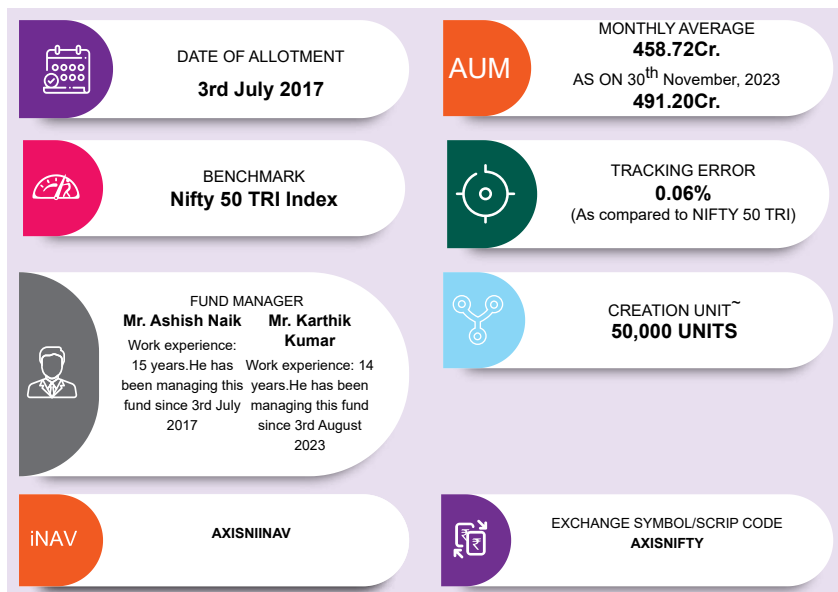 DATE OF ALLOTMENT
3rd July 2017
AUM
MONTHLY AVERAGE
458.72Cr.
AS ON 30th November, 2023
491.20Cr.
BENCHMARK
Nifty 50 TRI Index
TRACKING ERROR
0.06%
(As compared to NIFTY 50 TRI)
FUND MANAGER
Mr. Ashish Naik
Work experience:
15 years.He has
been managing this
fund since 3rd July
2017
Mr. Karthik
Kumar
Work experience: 14
years.He has been
managing this fund
since 3rd August
2023
CREATION UNIT~
50,000 UNITS
iNAV
AXISNIINAV
₹
₹
EXCHANGE SYMBOL/SCRIP CODE
AXISNIFTY